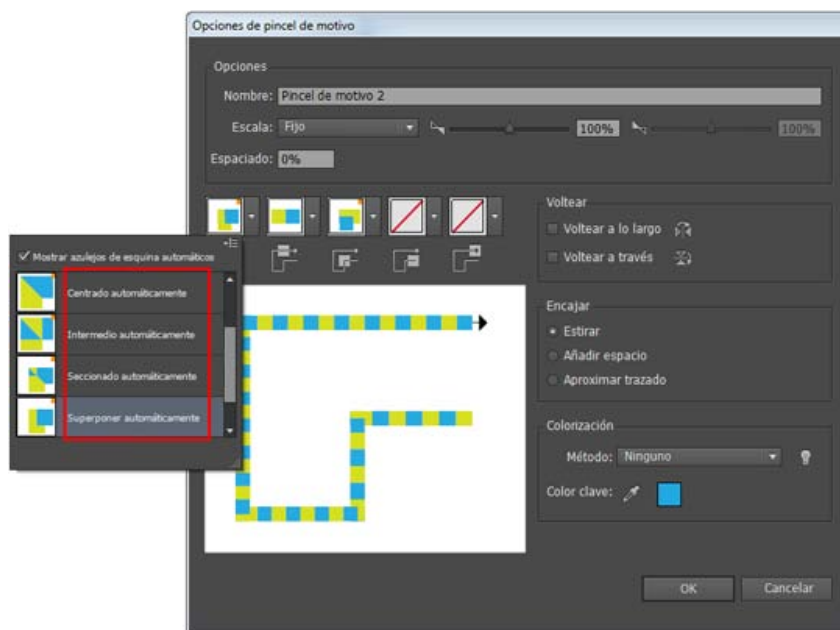 Opciones de pincel de motivo
Opciones
Nombre: Pincel de motivo 2
Escala: Fijo 100% 100%
Espaciado: 0%
Mostrar azulejos de esquina automáticos
Centrado automáticamente
Intermedio automáticamente
Seccionado automáticamente
Superponer automáticamente
Voltear
Voltear a lo largo
Voltear a través
Encajar
Estirar
Añadir espacio
Aproximar trazado
Colorización
Método: Ninguno
Color clave:
OK Cancelar